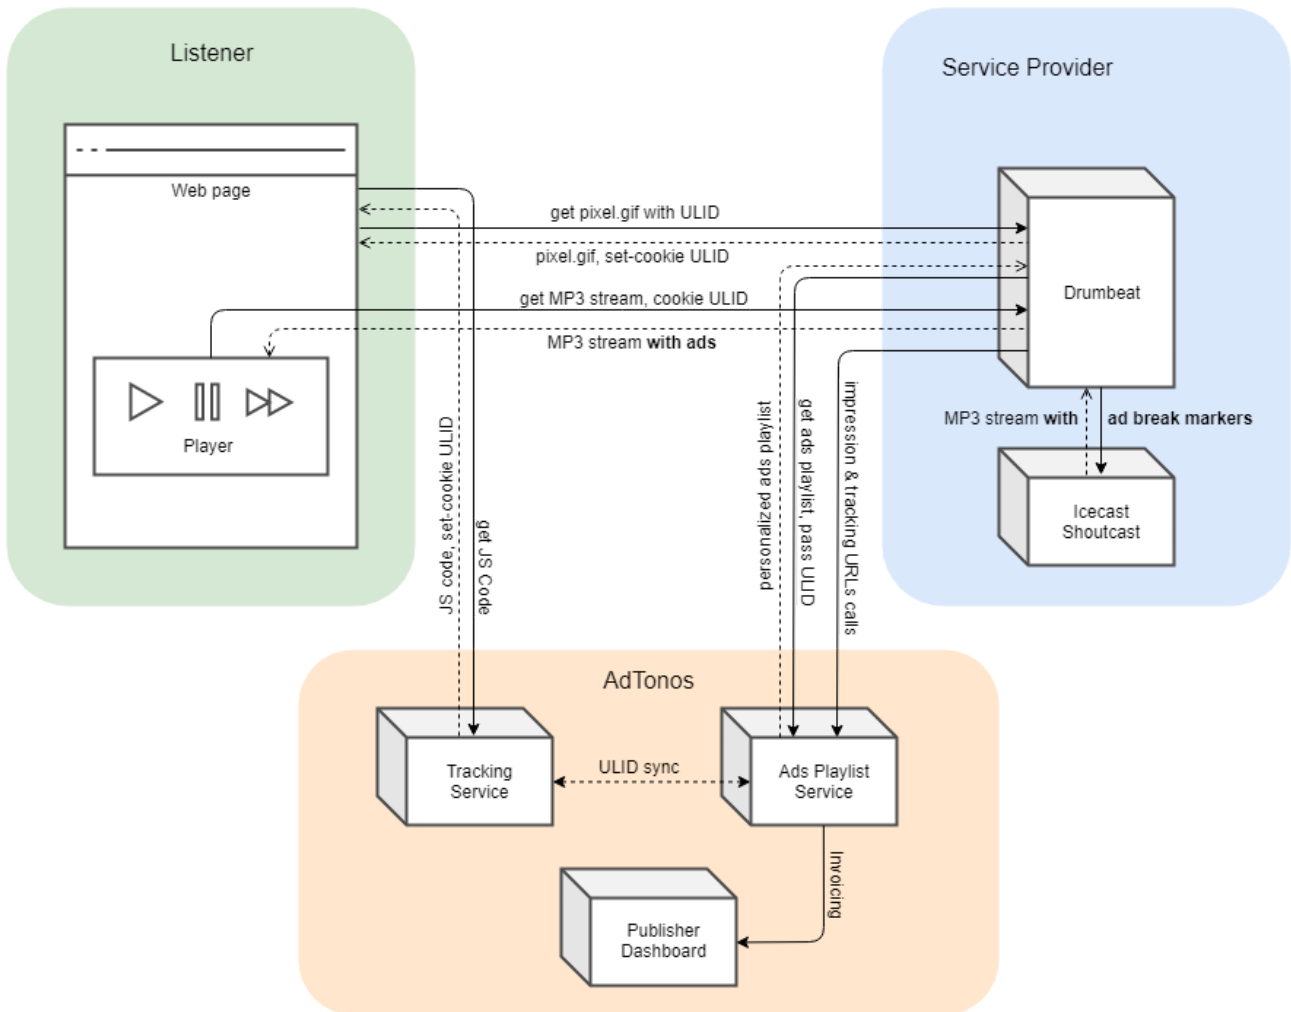 Listener
Service Provider
Web page
get pixel.gif with ULID
pixel.gif, set-cookie ULID
Drumbeat
get MP3 stream, cookie ULID
MP3 stream with ads
Player
JS code, set-cookie ULID
get JS Code
personalized ads playlist
get ads playlist, pass ULID
impression & tracking URLs calls
MP3 stream with ad break markers
Icecast
Shoutcast
AdTonos
Tracking
Service
ULID sync
Ads Playlist
Service
Invoicing
Publisher
Dashboard